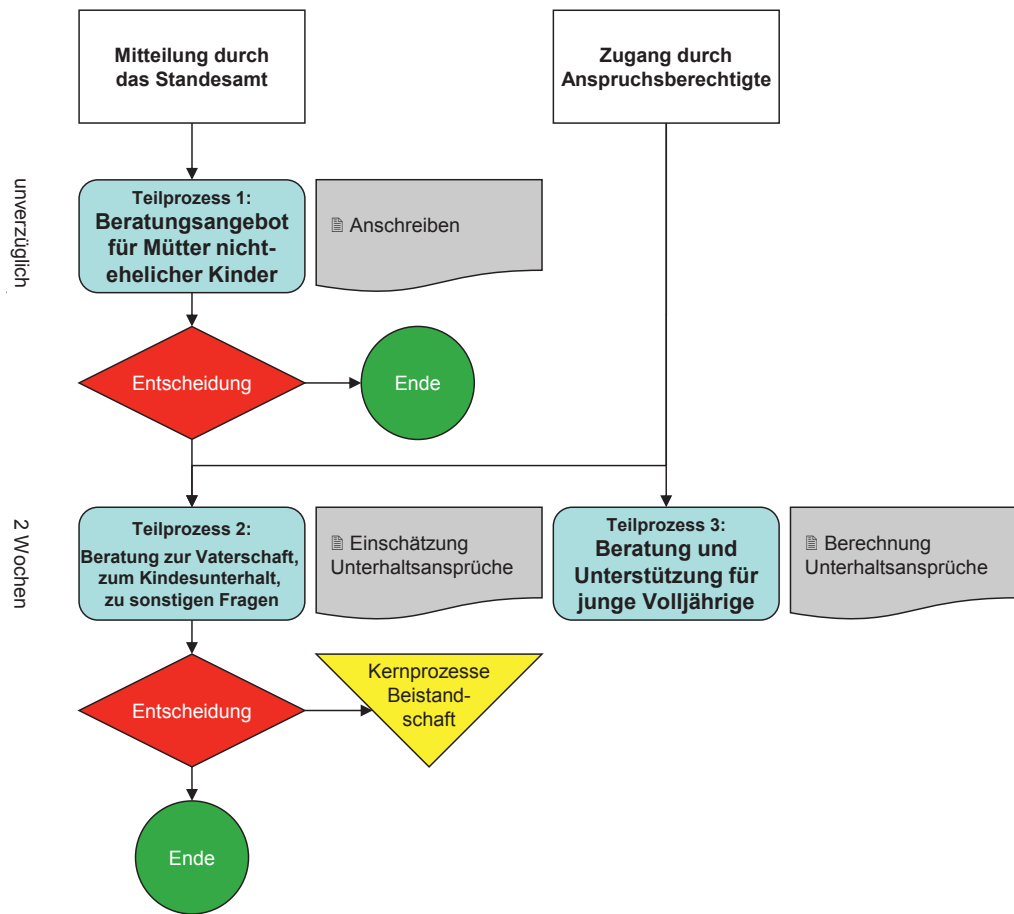 Mitteilung durch
das Standesamt
Zugang durch
Anspruchsberechtigte
unverzüglich
Teilprozess 1:
Beratungsangebot
für Mütter nicht-
ehelicher Kinder
Anschreiben
Entscheidung
Ende
2 Wochen
Teilprozess 2:
Beratung zur Vaterschaft,
zum Kindesunterhalt,
zu sonstigen Fragen
Einschätzung
Unterhaltsansprüche
Teilprozess 3:
Beratung und
Unterstützung für
junge Volljährige
Berechnung
Unterhaltsansprüche
Entscheidung
Kernprozesse
Beistand-
schaft
Ende